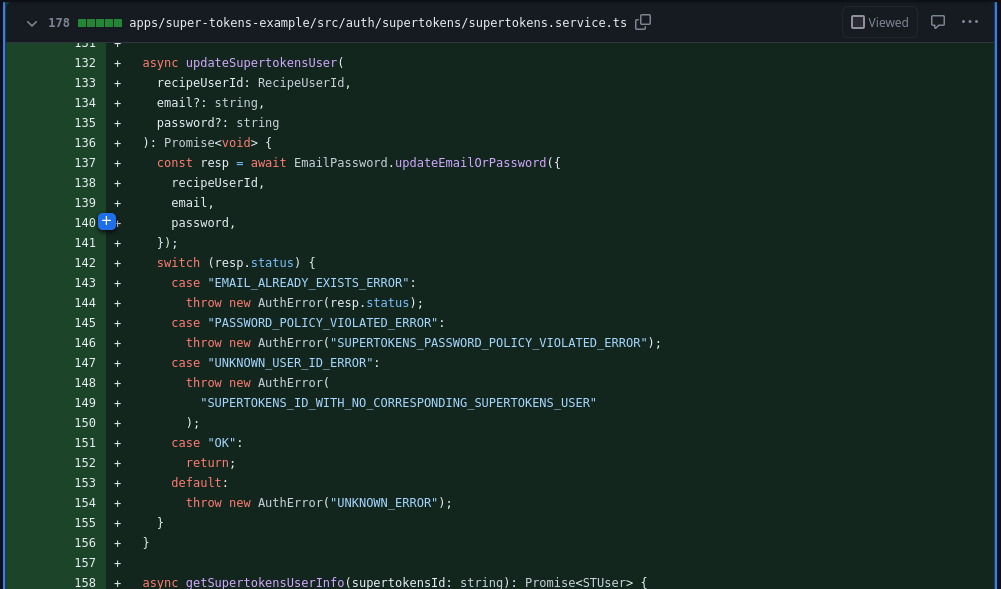 178 apps/super-tokens-example/src/auth/supertokens/supertokens.service.ts Viewed
131 +
132 + async updateSupertokensUser(
133 + recipeUserId: RecipeUserId,
134 + email?: string,
135 + password?: string
136 + ): Promise<void> {
137 + const resp = await EmailPassword.updateEmailOrPassword({
138 + recipeUserId,
139 + email,
140 + password,
141 + });
142 + switch (resp.status) {
143 + case "EMAIL_ALREADY_EXISTS_ERROR":
144 + throw new AuthError(resp.status);
145 + case "PASSWORD_POLICY_VIOLATED_ERROR":
146 + throw new AuthError("SUPERTOKENS_PASSWORD_POLICY_VIOLATED_ERROR");
147 + case "UNKNOWN_USER_ID_ERROR":
148 + throw new AuthError(
149 + "SUPERTOKENS_ID_WITH_NO_CORRESPONDING_SUPERTOKENS_USER"
150 + );
151 + case "OK":
152 + return;
153 + default:
154 + throw new AuthError("UNKNOWN_ERROR");
155 + }
156 + }
157 +
158 + async getSupertokensUserInfo(supertokensId: string): Promise<STUser> {